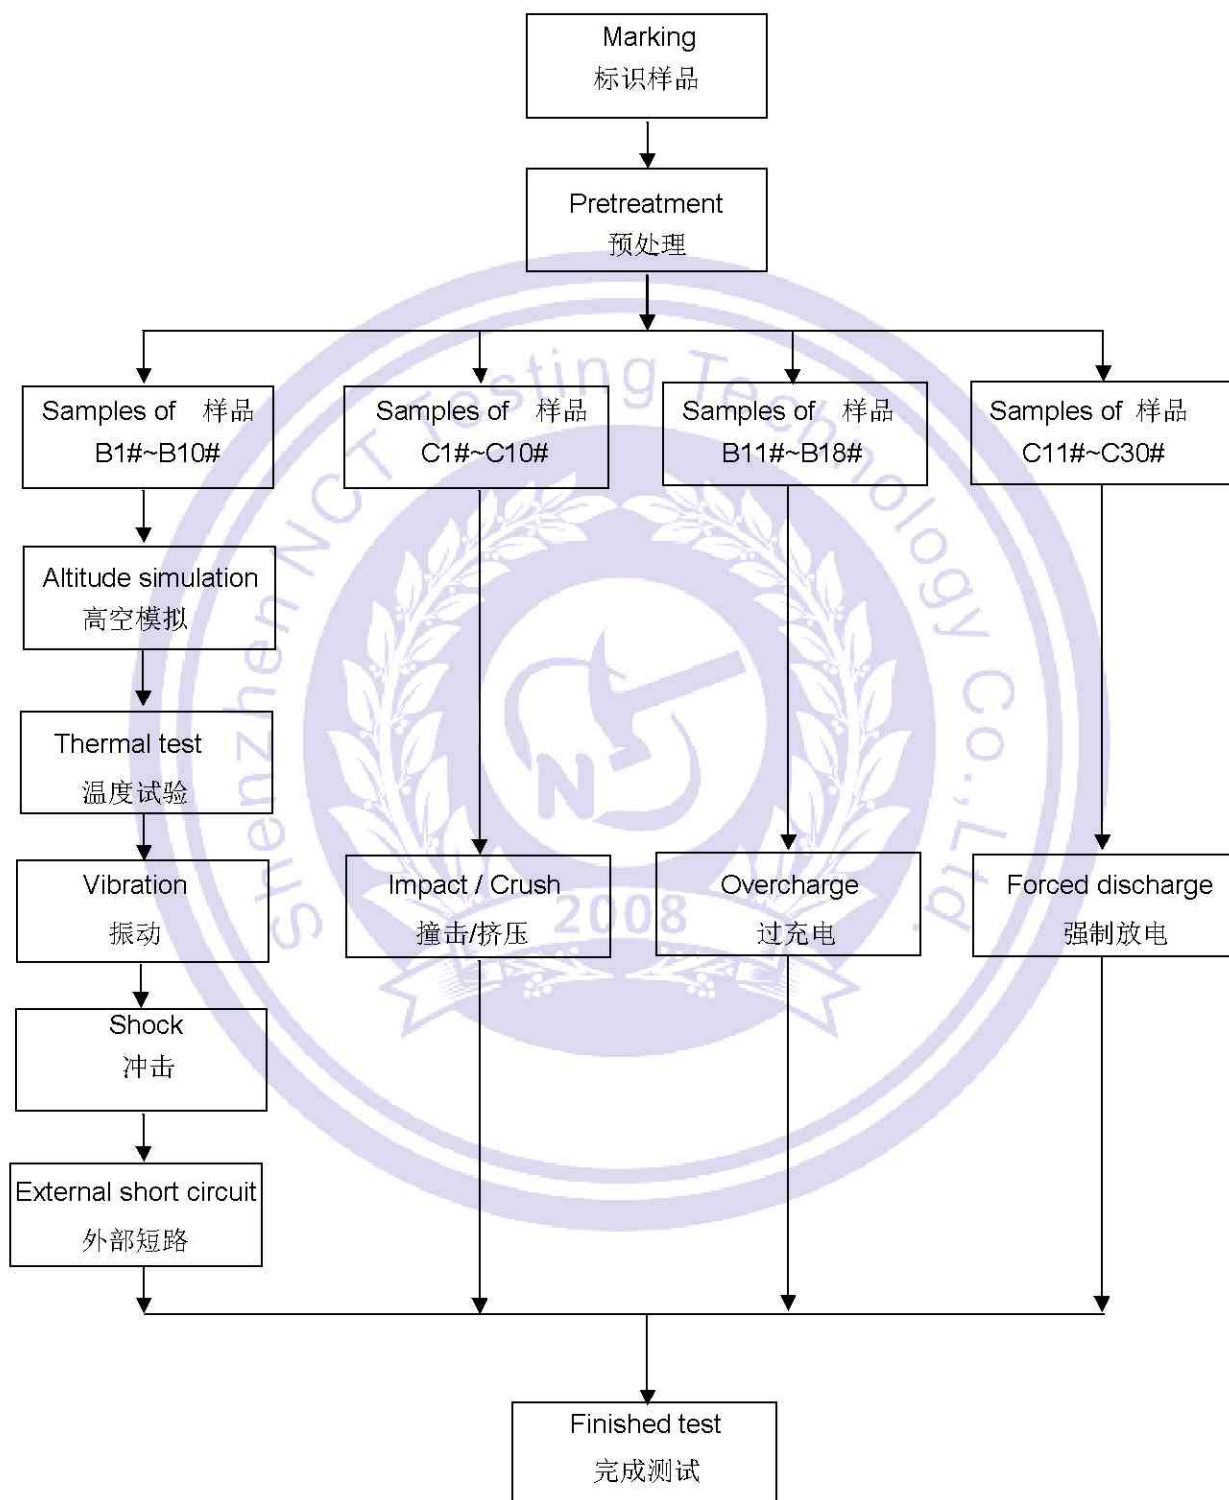 Marking
标识样品
Pretreatment
预处理
Samples of 样品
B1#~B10#
Samples of 样品
C1#~C10#
Samples of 样品
B11#~B18#
Samples of 样品
C11#~C30#
Altitude simulation
高空模拟
Thermal test
温度试验
Vibration
振动
Impact / Crush
撞击/挤压
Overcharge
过充电
Forced discharge
强制放电
Shock
冲击
External short circuit
外部短路
Finished test
完成测试
Shenzhen NCT Testing Technology Co.,Ltd.
N
2008